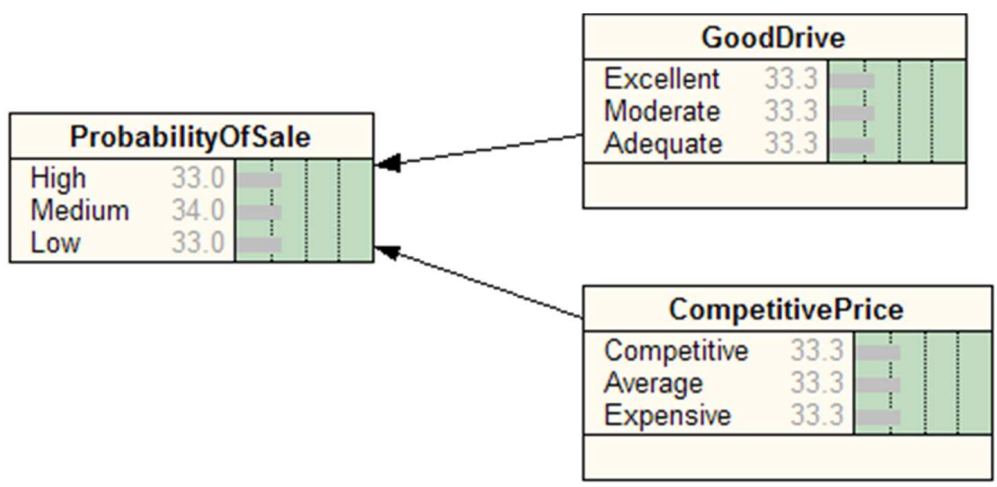 ProbabilityOfSale
High 33.0
Medium 34.0
Low 33.0
GoodDrive
Excellent 33.3
Moderate 33.3
Adequate 33.3
CompetitivePrice
Competitive 33.3
Average 33.3
Expensive 33.3